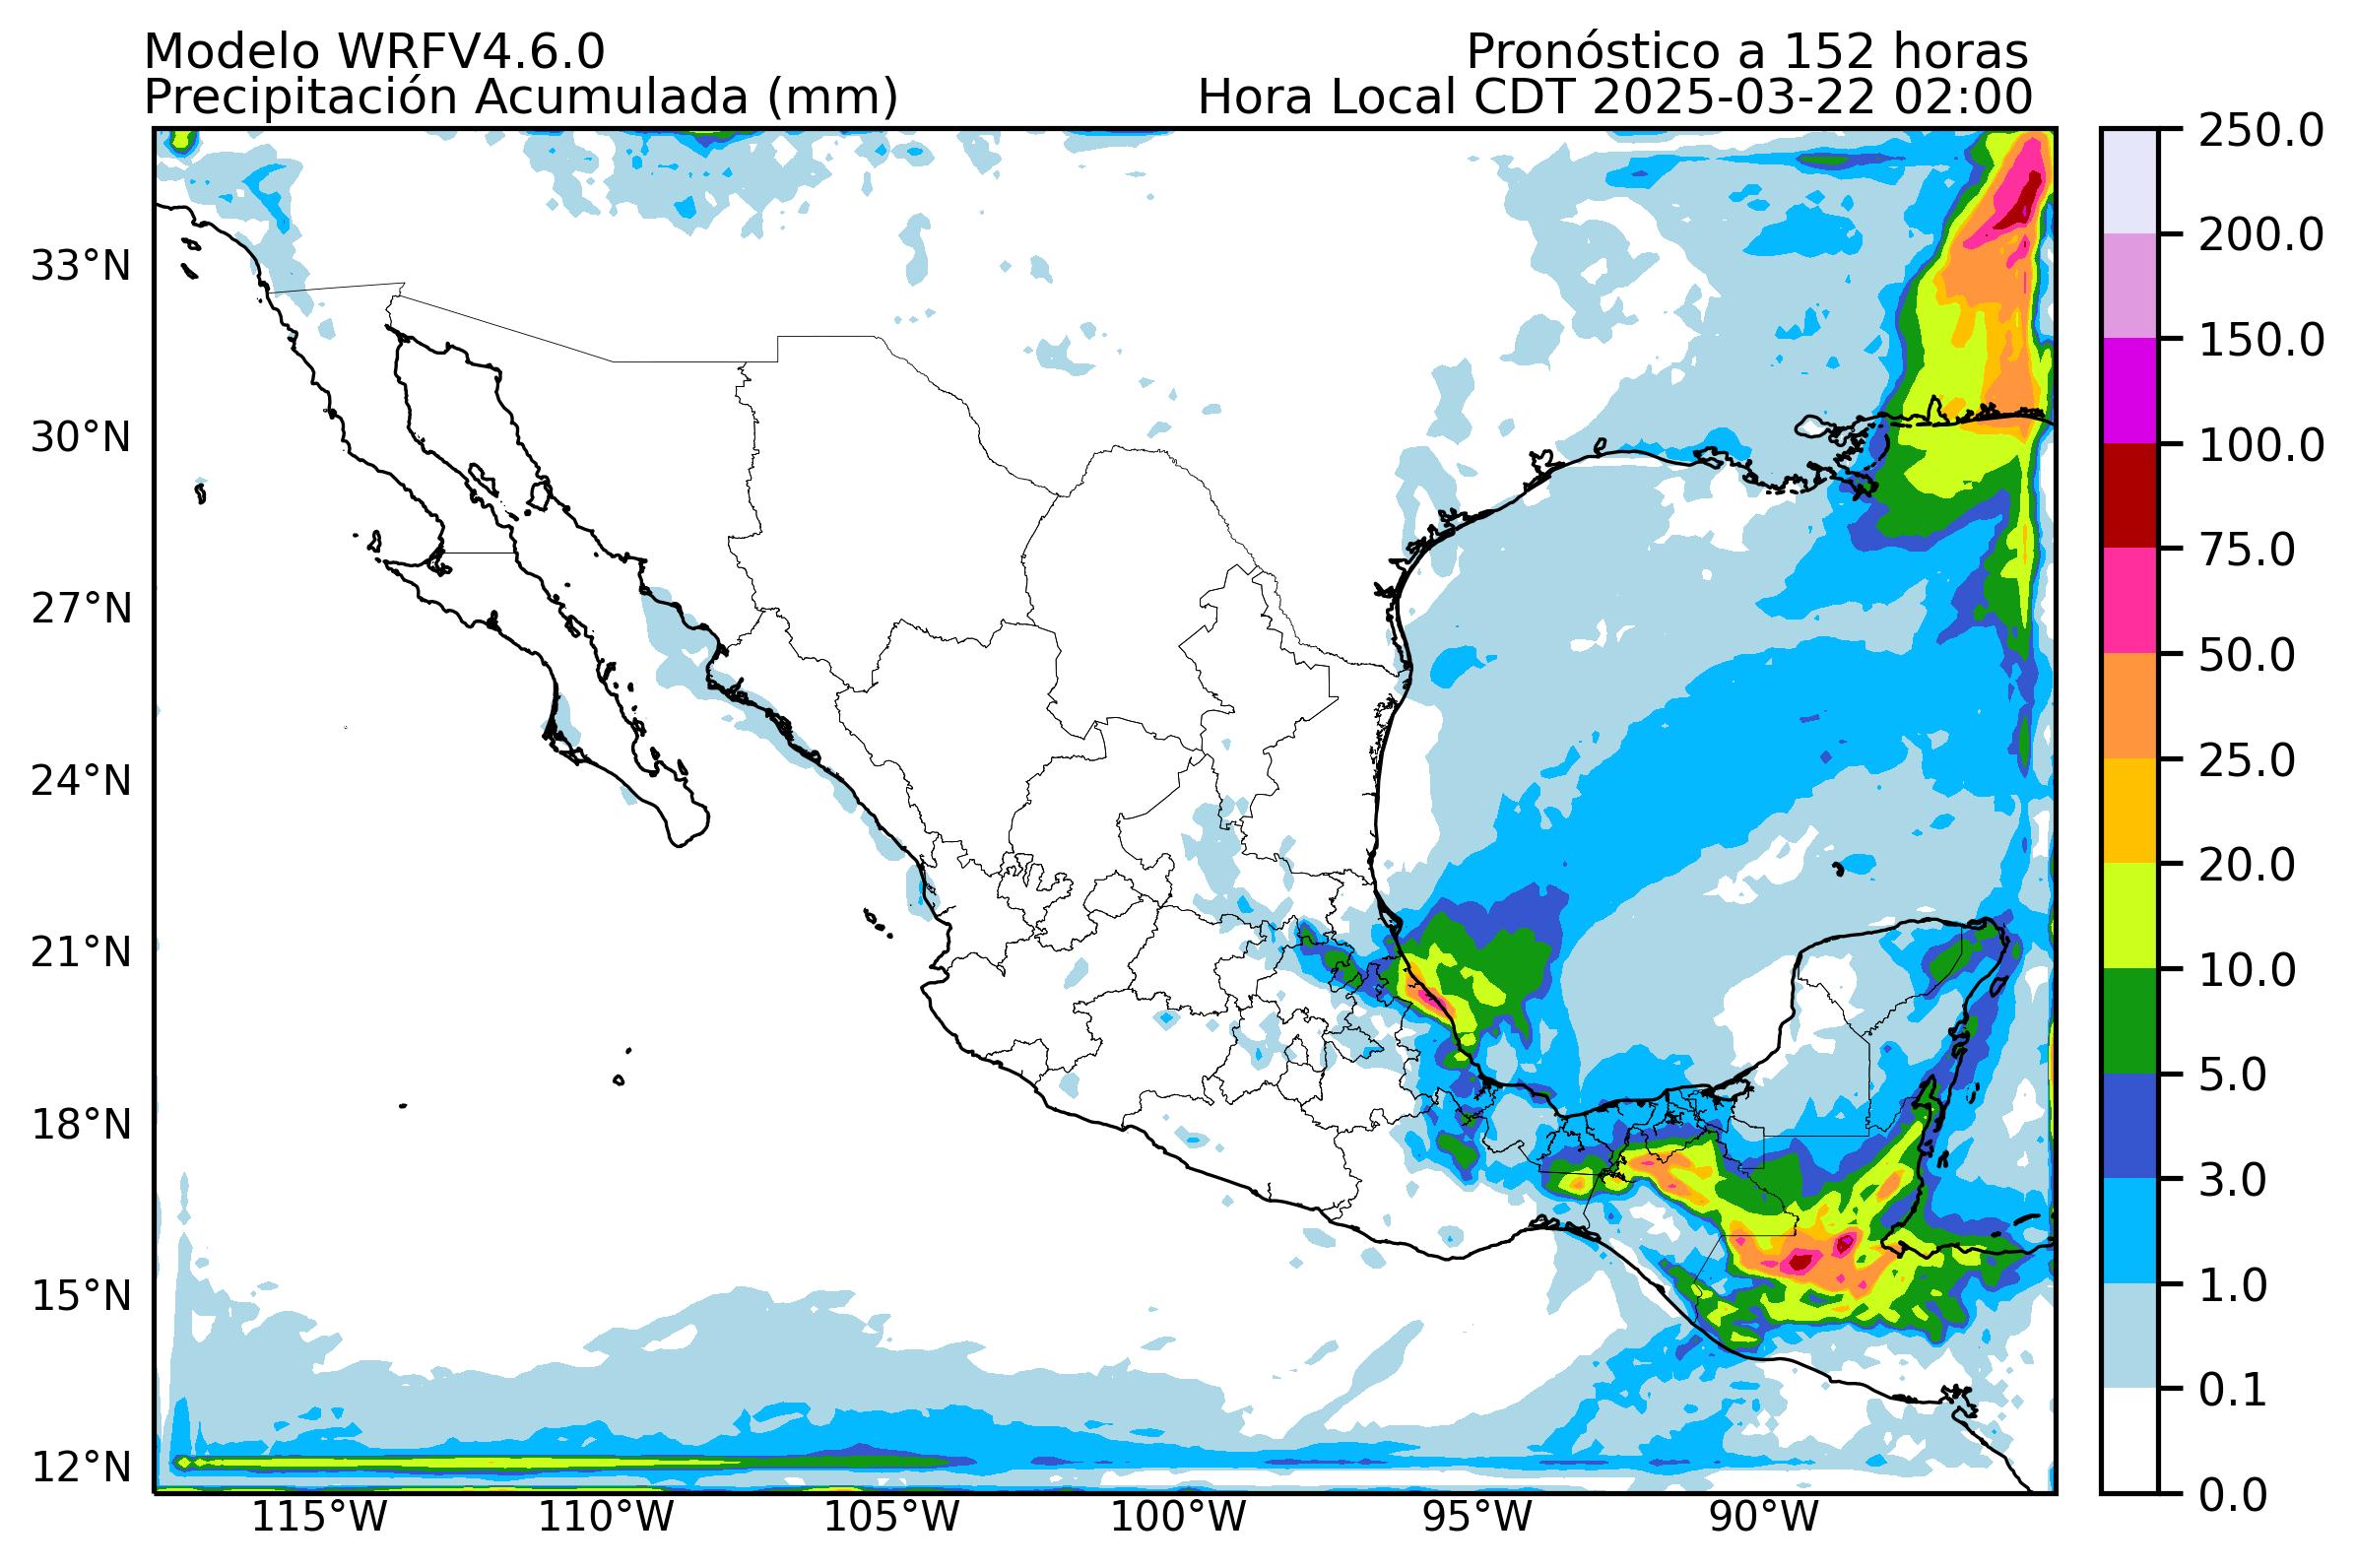 Modelo WRFV4.6.0
Pronóstico a 152 horas
Precipitación Acumulada (mm)
Hora Local CDT 2025-03-22 02:00
33°N
30°N
27°N
24°N
21°N
18°N
15°N
12°N
115°W
110°W
105°W
100°W
95°W
90°W
250.0
200.0
150.0
100.0
75.0
50.0
25.0
20.0
10.0
5.0
3.0
1.0
0.1
0.0